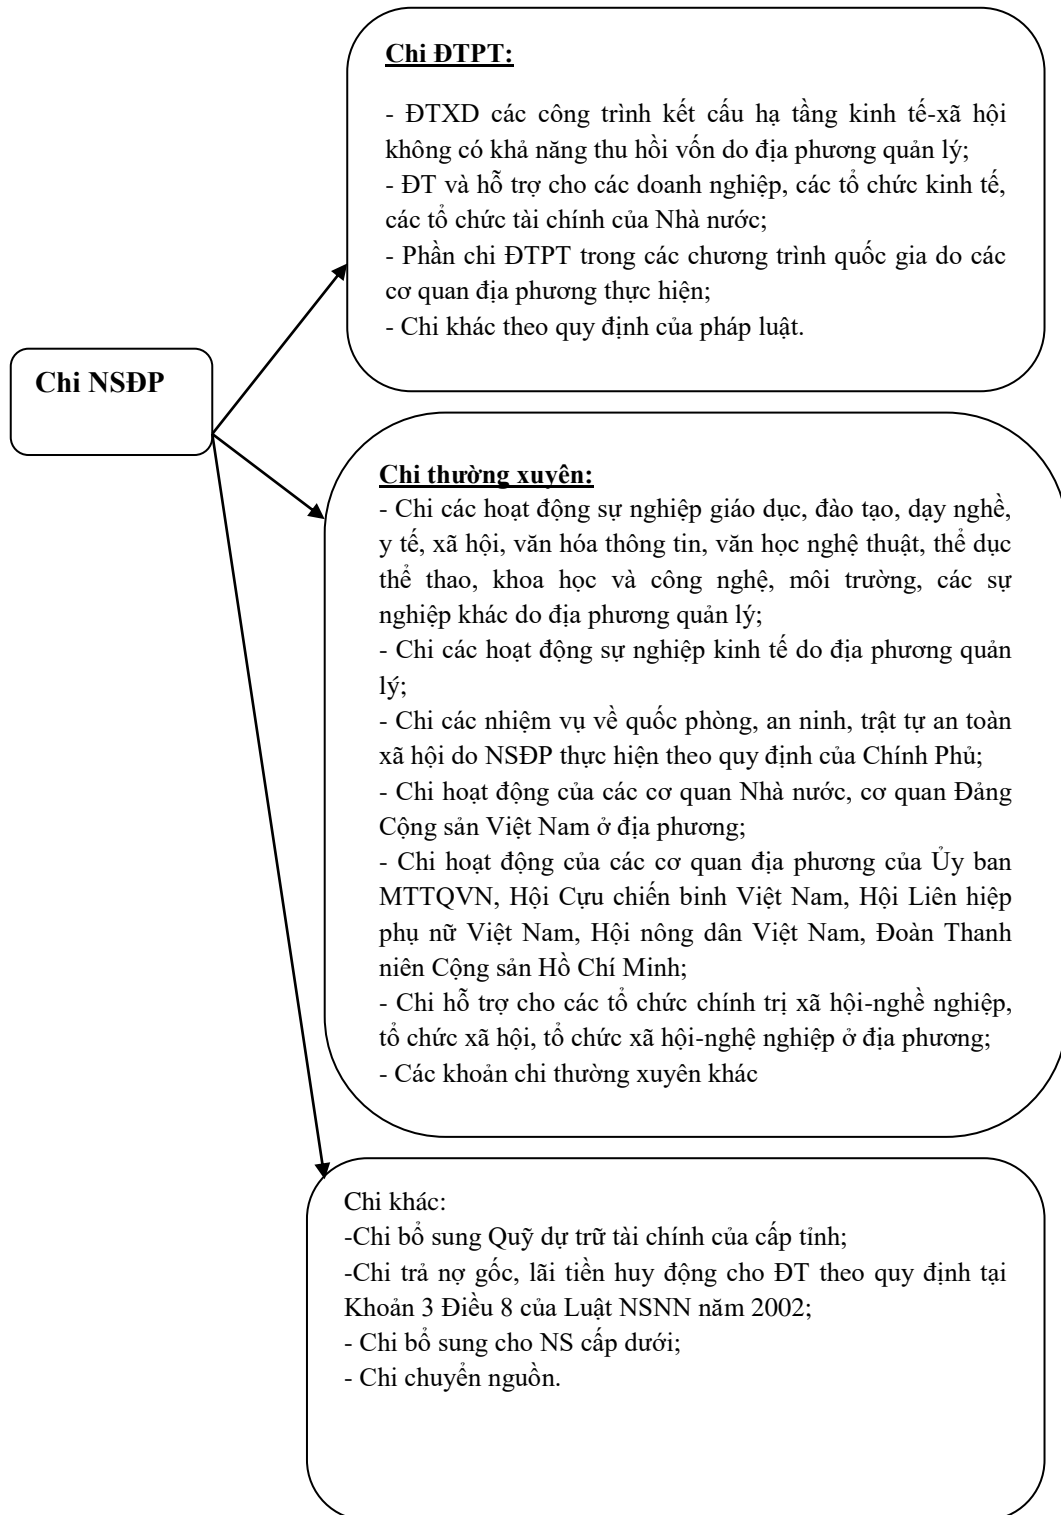 Chi ĐTPT:
- ĐTXD các công trình kết cấu hạ tầng kinh tế-xã hội
không có khả năng thu hồi vốn do địa phương quản lý;
- ĐT và hỗ trợ cho các doanh nghiệp, các tổ chức kinh tế,
các tổ chức tài chính của Nhà nước;
- Phần chi ĐTPT trong các chương trình quốc gia do các
cơ quan địa phương thực hiện;
- Chi khác theo quy định của pháp luật.
Chi NSĐP
Chi thường xuyên:
- Chi các hoạt động sự nghiệp giáo dục, đào tạo, dạy nghề,
y tế, xã hội, văn hóa thông tin, văn học nghệ thuật, thể dục
thể thao, khoa học và công nghệ, môi trường, các sự
nghiệp khác do địa phương quản lý;
- Chi các hoạt động sự nghiệp kinh tế do địa phương quản
lý;
- Chi các nhiệm vụ về quốc phòng, an ninh, trật tự an toàn
xã hội do NSĐP thực hiện theo quy định của Chính Phủ;
- Chi hoạt động của các cơ quan Nhà nước, cơ quan Đảng
Cộng sản Việt Nam ở địa phương;
- Chi hoạt động của các cơ quan địa phương của Ủy ban
MTTQVN, Hội Cựu chiến binh Việt Nam, Hội Liên hiệp
phụ nữ Việt Nam, Hội nông dân Việt Nam, Đoàn Thanh
niên Cộng sản Hồ Chí Minh;
- Chi hỗ trợ cho các tổ chức chính trị xã hội-nghề nghiệp,
tổ chức xã hội, tổ chức xã hội-nghệ nghiệp ở địa phương;
- Các khoản chi thường xuyên khác
Chi khác:
-Chi bổ sung Quỹ dự trữ tài chính của cấp tỉnh;
-Chi trả nợ gốc, lãi tiền huy động cho ĐT theo quy định tại
Khoản 3 Điều 8 của Luật NSNN năm 2002;
- Chi bổ sung cho NS cấp dưới;
- Chi chuyển nguồn.